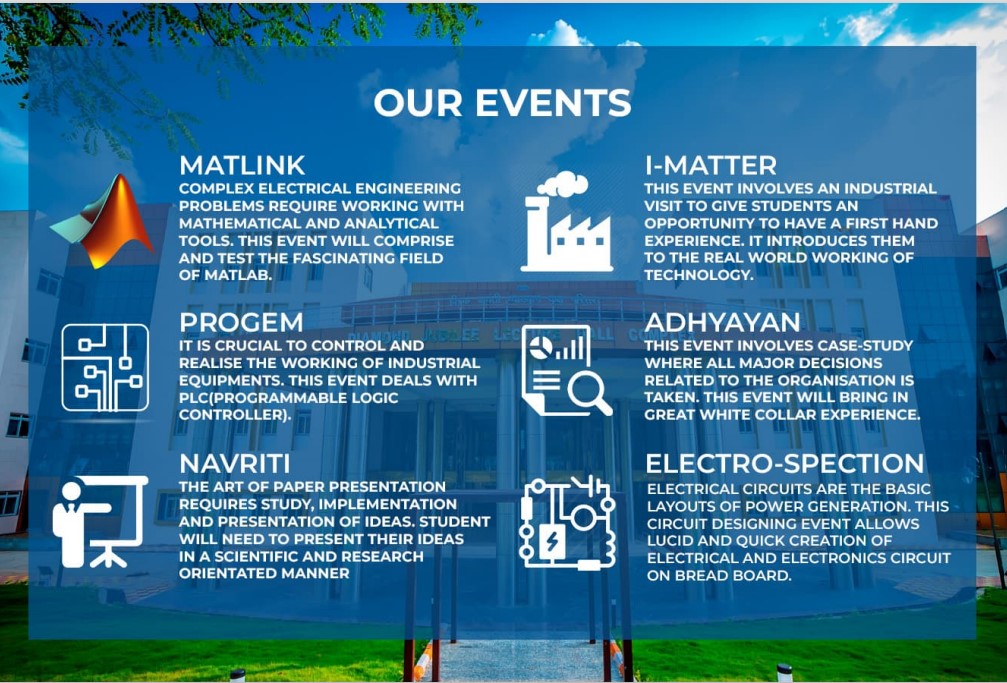 OUR EVENTS
MATLINK
COMPLEX ELECTRICAL ENGINEERING
PROBLEMS REQUIRE WORKING WITH
MATHEMATICAL AND ANALYTICAL
TOOLS. THIS EVENT WILL COMPRISE
AND TEST THE FASCINATING FIELD
OF MATLAB.
I-MATTER
THIS EVENT INVOLVES AN INDUSTRIAL
VISIT TO GIVE STUDENTS AN
OPPORTUNITY TO HAVE A FIRST HAND
EXPERIENCE. IT INTRODUCES THEM
TO THE REAL WORLD WORKING OF
TECHNOLOGY.
PROGEM
IT IS CRUCIAL TO CONTROL AND
REALISE THE WORKING OF INDUSTRIAL
EQUIPMENTS. THIS EVENT DEALS WITH
PLC(PROGRAMMABLE LOGIC
CONTROLLER).
ADHYAYAN
THIS EVENT INVOLVES CASE-STUDY
WHERE ALL MAJOR DECISIONS
RELATED TO THE ORGANISATION IS
TAKEN. THIS EVENT WILL BRING IN
GREAT WHITE COLLAR EXPERIENCE.
NAVRITI
THE ART OF PAPER PRESENTATION
REQUIRES STUDY, IMPLEMENTATION
AND PRESENTATION OF IDEAS. STUDENT
WILL NEED TO PRESENT THEIR IDEAS
IN A SCIENTIFIC AND RESEARCH
ORIENTATED MANNER
ELECTRO-SPECTION
ELECTRICAL CIRCUITS ARE THE BASIC
LAYOUTS OF POWER GENERATION. THIS
CIRCUIT DESIGNING EVENT ALLOWS
LUCID AND QUICK CREATION OF
ELECTRICAL AND ELECTRONICS CIRCUIT
ON BREAD BOARD.